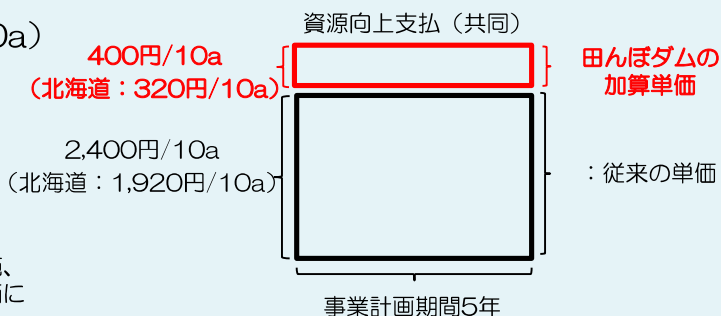 資源向上支払（共同）
0a）
400円/10a
（北海道：320円/10a）
田んぼダムの
加算単価
2,400円/10a
（北海道：1,920円/10a）
：従来の単価
、
に
事業計画期間5年